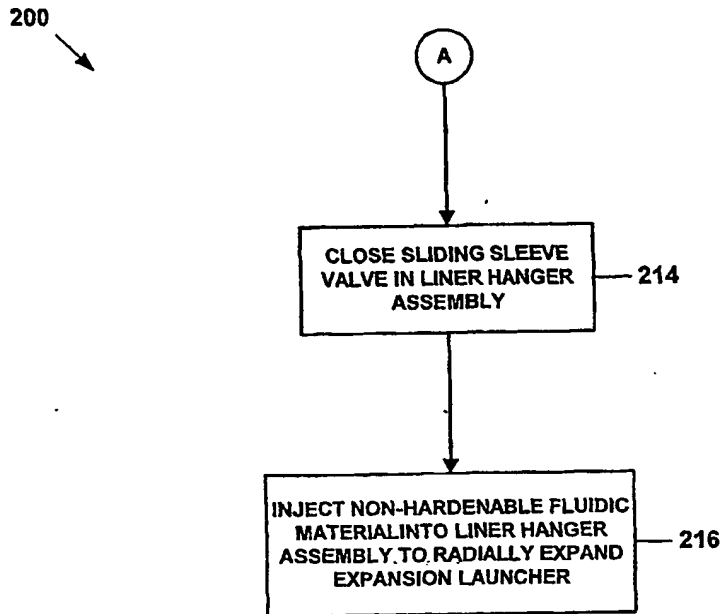 200
A
CLOSE SLIDING SLEEVE
VALVE IN LINER HANGER
ASSEMBLY
214
INJECT NON-HARDENABLE FLUIDIC
MATERIALINTO LINER HANGER
ASSEMBLY TO RADIALLY EXPAND
EXPANSION LAUNCHER
216